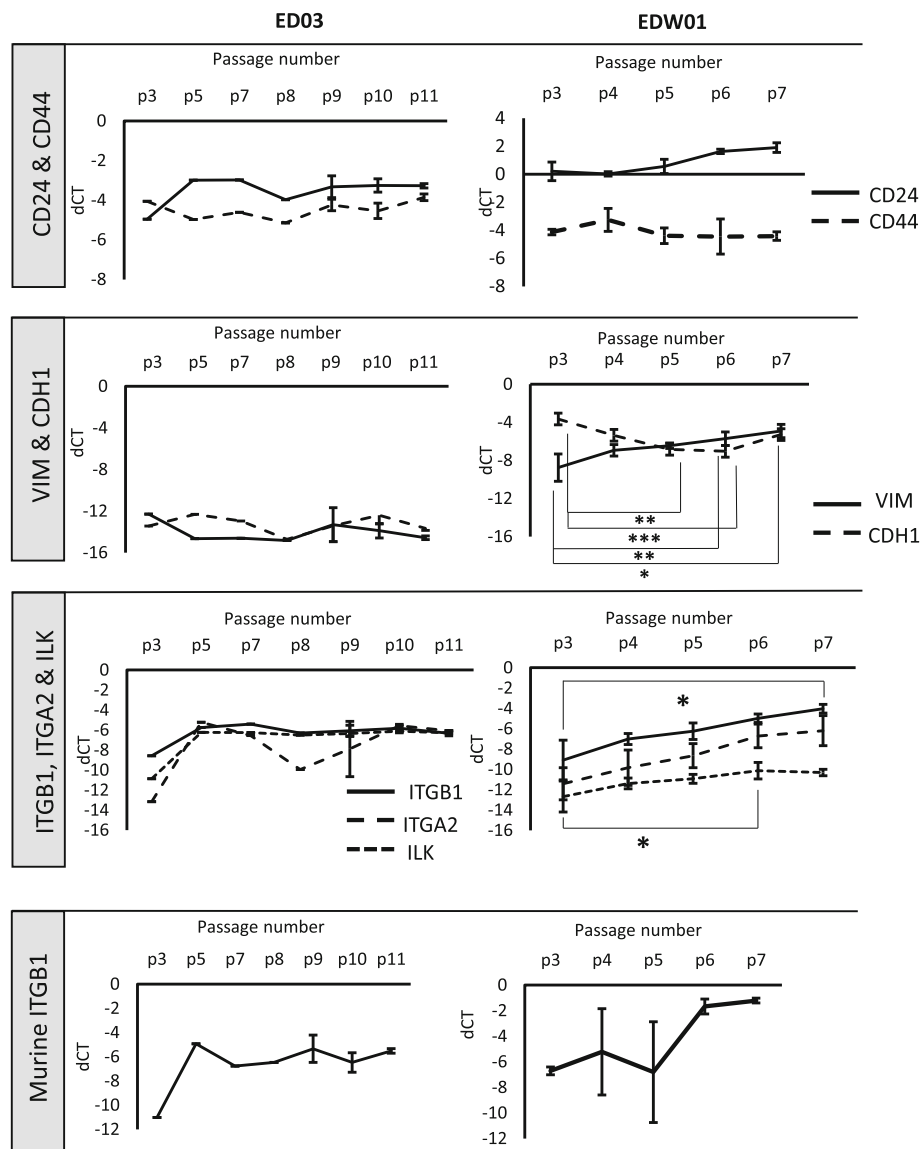 ED03
EDW01
CD24 & CD44
Passage number
p3 p5 p7 p8 p9 p10 p11
0
-2
-4
-6
-8
dCT
Passage number
p3 p4 p5 p6 p7
4
2
0
-2
-4
-6
-8
dCT
CD24
CD44
VIM & CDH1
Passage number
p3 p5 p7 p8 p9 p10 p11
0
-4
-8
-12
-16
dCT
Passage number
p3 p4 p5 p6 p7
0
-4
-8
-12
-16
dCT
**
***
**
*
VIM
CDH1
ITGB1, ITGA2 & ILK
Passage number
p3 p5 p7 p8 p9 p10 p11
0
-2
-4
-6
-8
-10
-12
-14
-16
dCT
ITGB1
ITGA2
ILK
Passage number
p3 p4 p5 p6 p7
0
-2
-4
-6
-8
-10
-12
-14
-16
dCT
*
*
Murine ITGB1
Passage number
p3 p5 p7 p8 p9 p10 p11
0
-2
-4
-6
-8
-10
-12
dCT
Passage number
p3 p4 p5 p6 p7
0
-2
-4
-6
-8
-10
-12
dCT